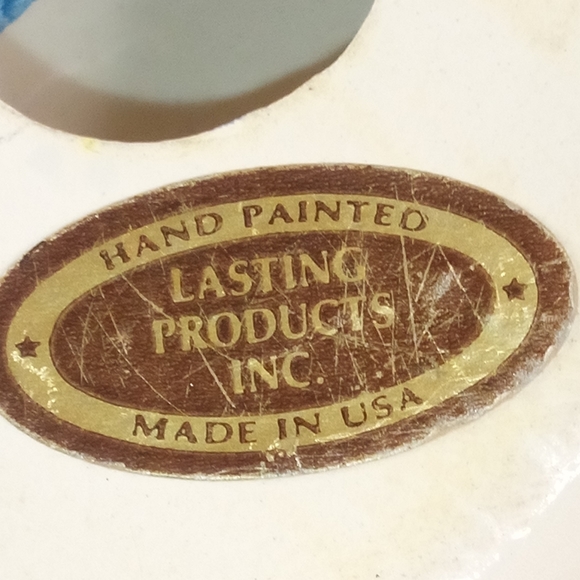 HAND PAINTED
LASTING
PRODUCTS
INC.
MADE IN USA